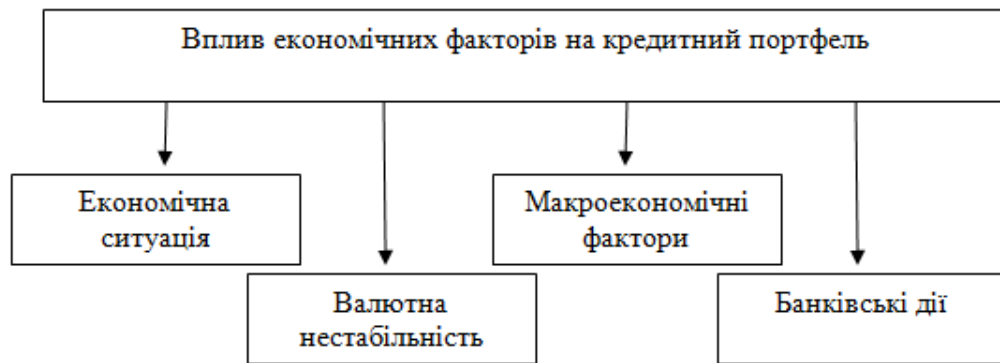 Вплив економічних факторів на кредитний портфель
Економічна
ситуація
Макроекономічні
фактори
Валютна
нестабільність
Банківські дії